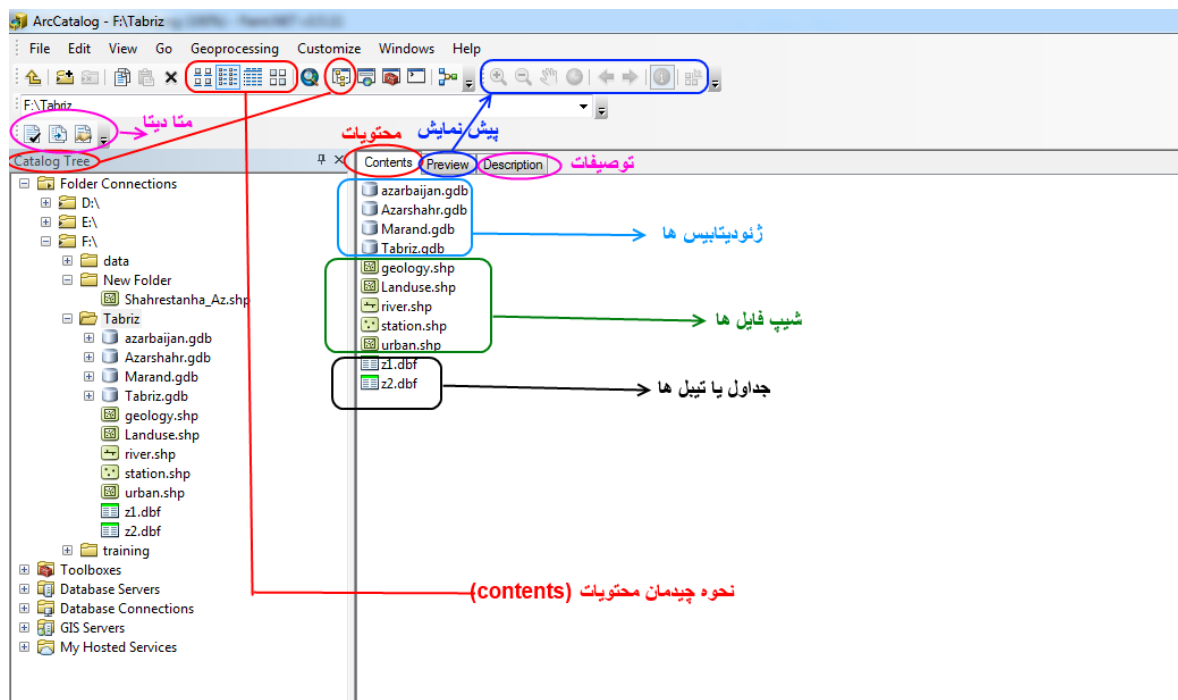 ArcCatalog - F:\Tabriz
File Edit View Go Geoprocessing Customize Windows Help
F:\Tabriz
متا دیتا
محتویات
پیش نمایش
توصیفات
Catalog Tree
Contents Preview Description
Folder Connections
D:\
E:\
F:\
data
New Folder
Shahrestanha_Az.shp
Tabriz
azarbaijan.gdb
Azarshahr.gdb
Marand.gdb
Tabriz.gdb
geology.shp
Landuse.shp
river.shp
station.shp
urban.shp
z1.dbf
z2.dbf
training
Toolboxes
Database Servers
Database Connections
GIS Servers
My Hosted Services
azarbaijan.gdb
Azarshahr.gdb
Marand.gdb
Tabriz.gdb
geology.shp
Landuse.shp
river.shp
station.shp
urban.shp
z1.dbf
z2.dbf
ژئودیتابیس ها
شیپ فایل ها
جداول یا تیبل ها
نحوه چیدمان محتویات (contents)